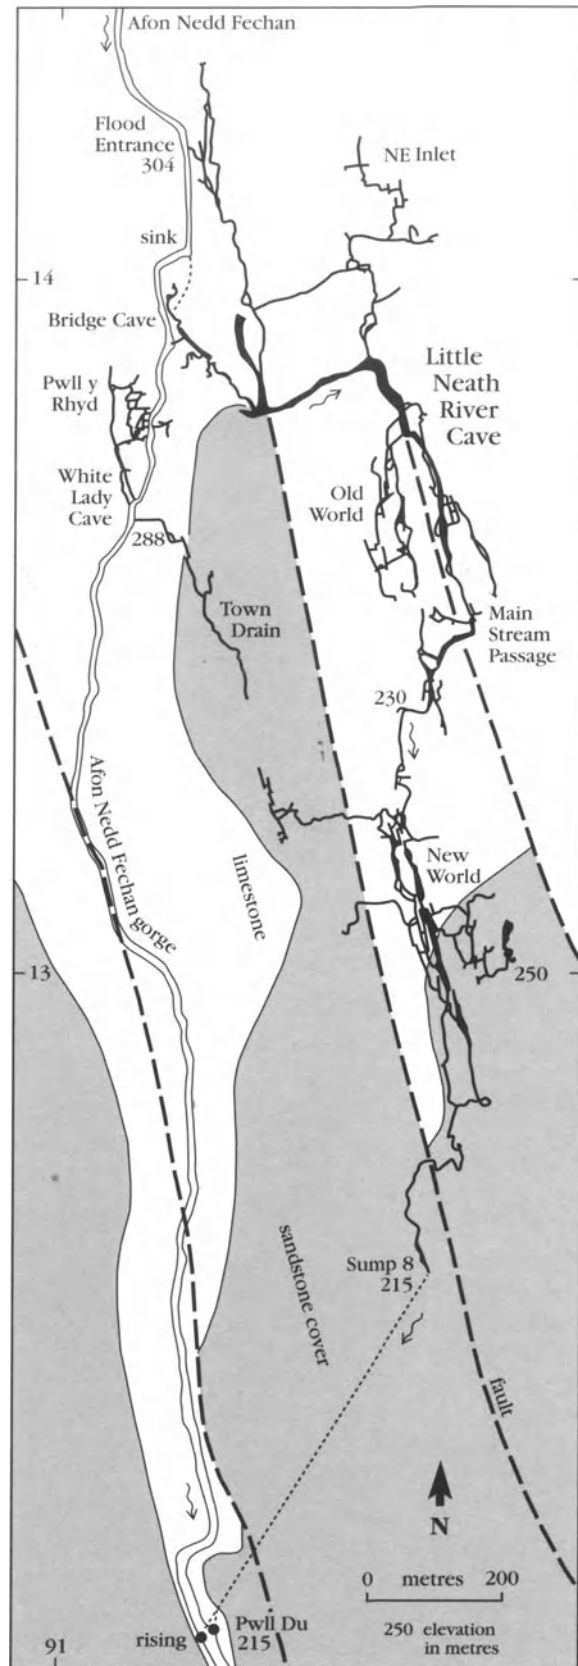 Afon Nedd Fechan
Flood
Entrance
304
NE Inlet
sink
14
Bridge Cave
Little
Neath
River
Cave
Pwll y
Rhyd
White
Lady
Cave
Old
World
288
Town
Drain
Main
Stream
Passage
230
Afon Nedd Fechan gorge
limestone
New
World
13
250
sandstone cover
Sump 8
215
fault
N
0 metres 200
250 elevation
in metres
Pwll Du
rising 215
91